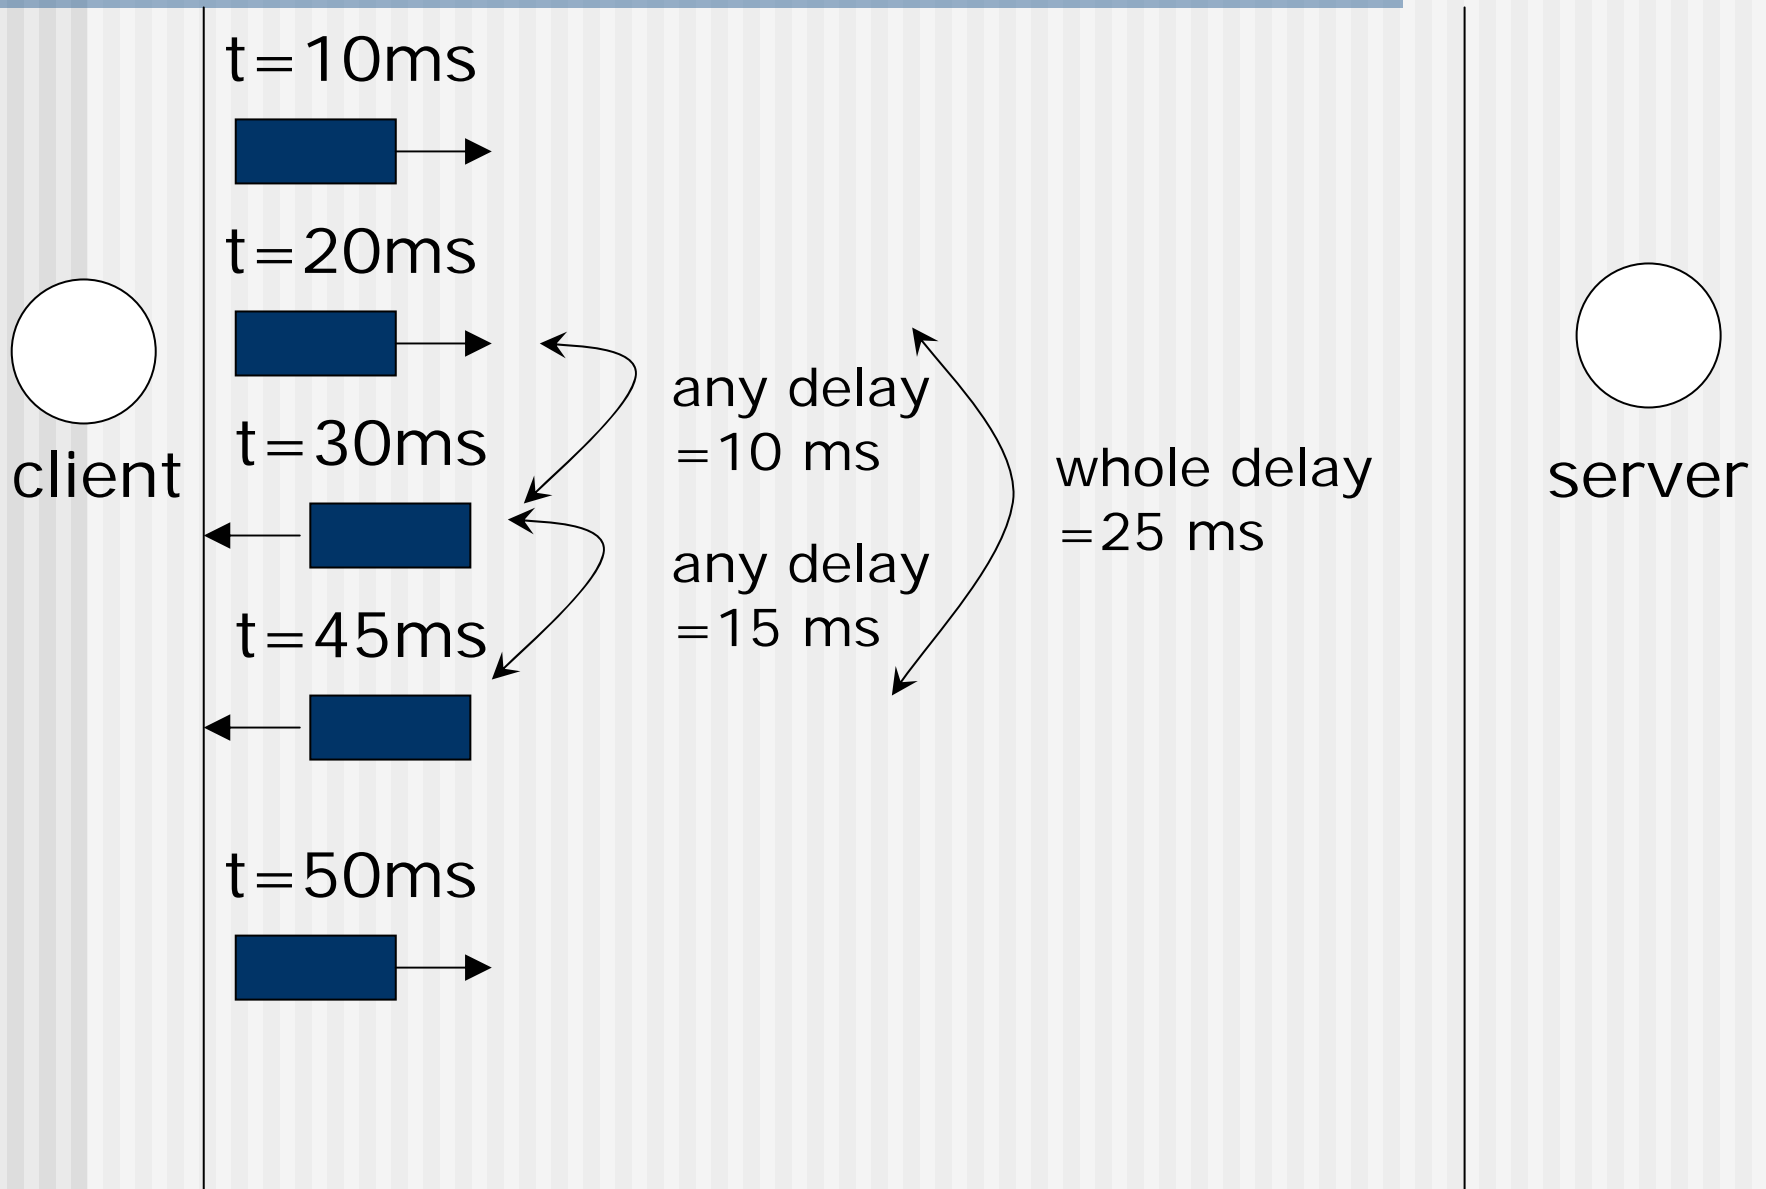 t=10ms
t=20ms
any delay
=10 ms
t=30ms
client
whole delay
=25 ms
server
any delay
=15 ms
t=45ms
t=50ms